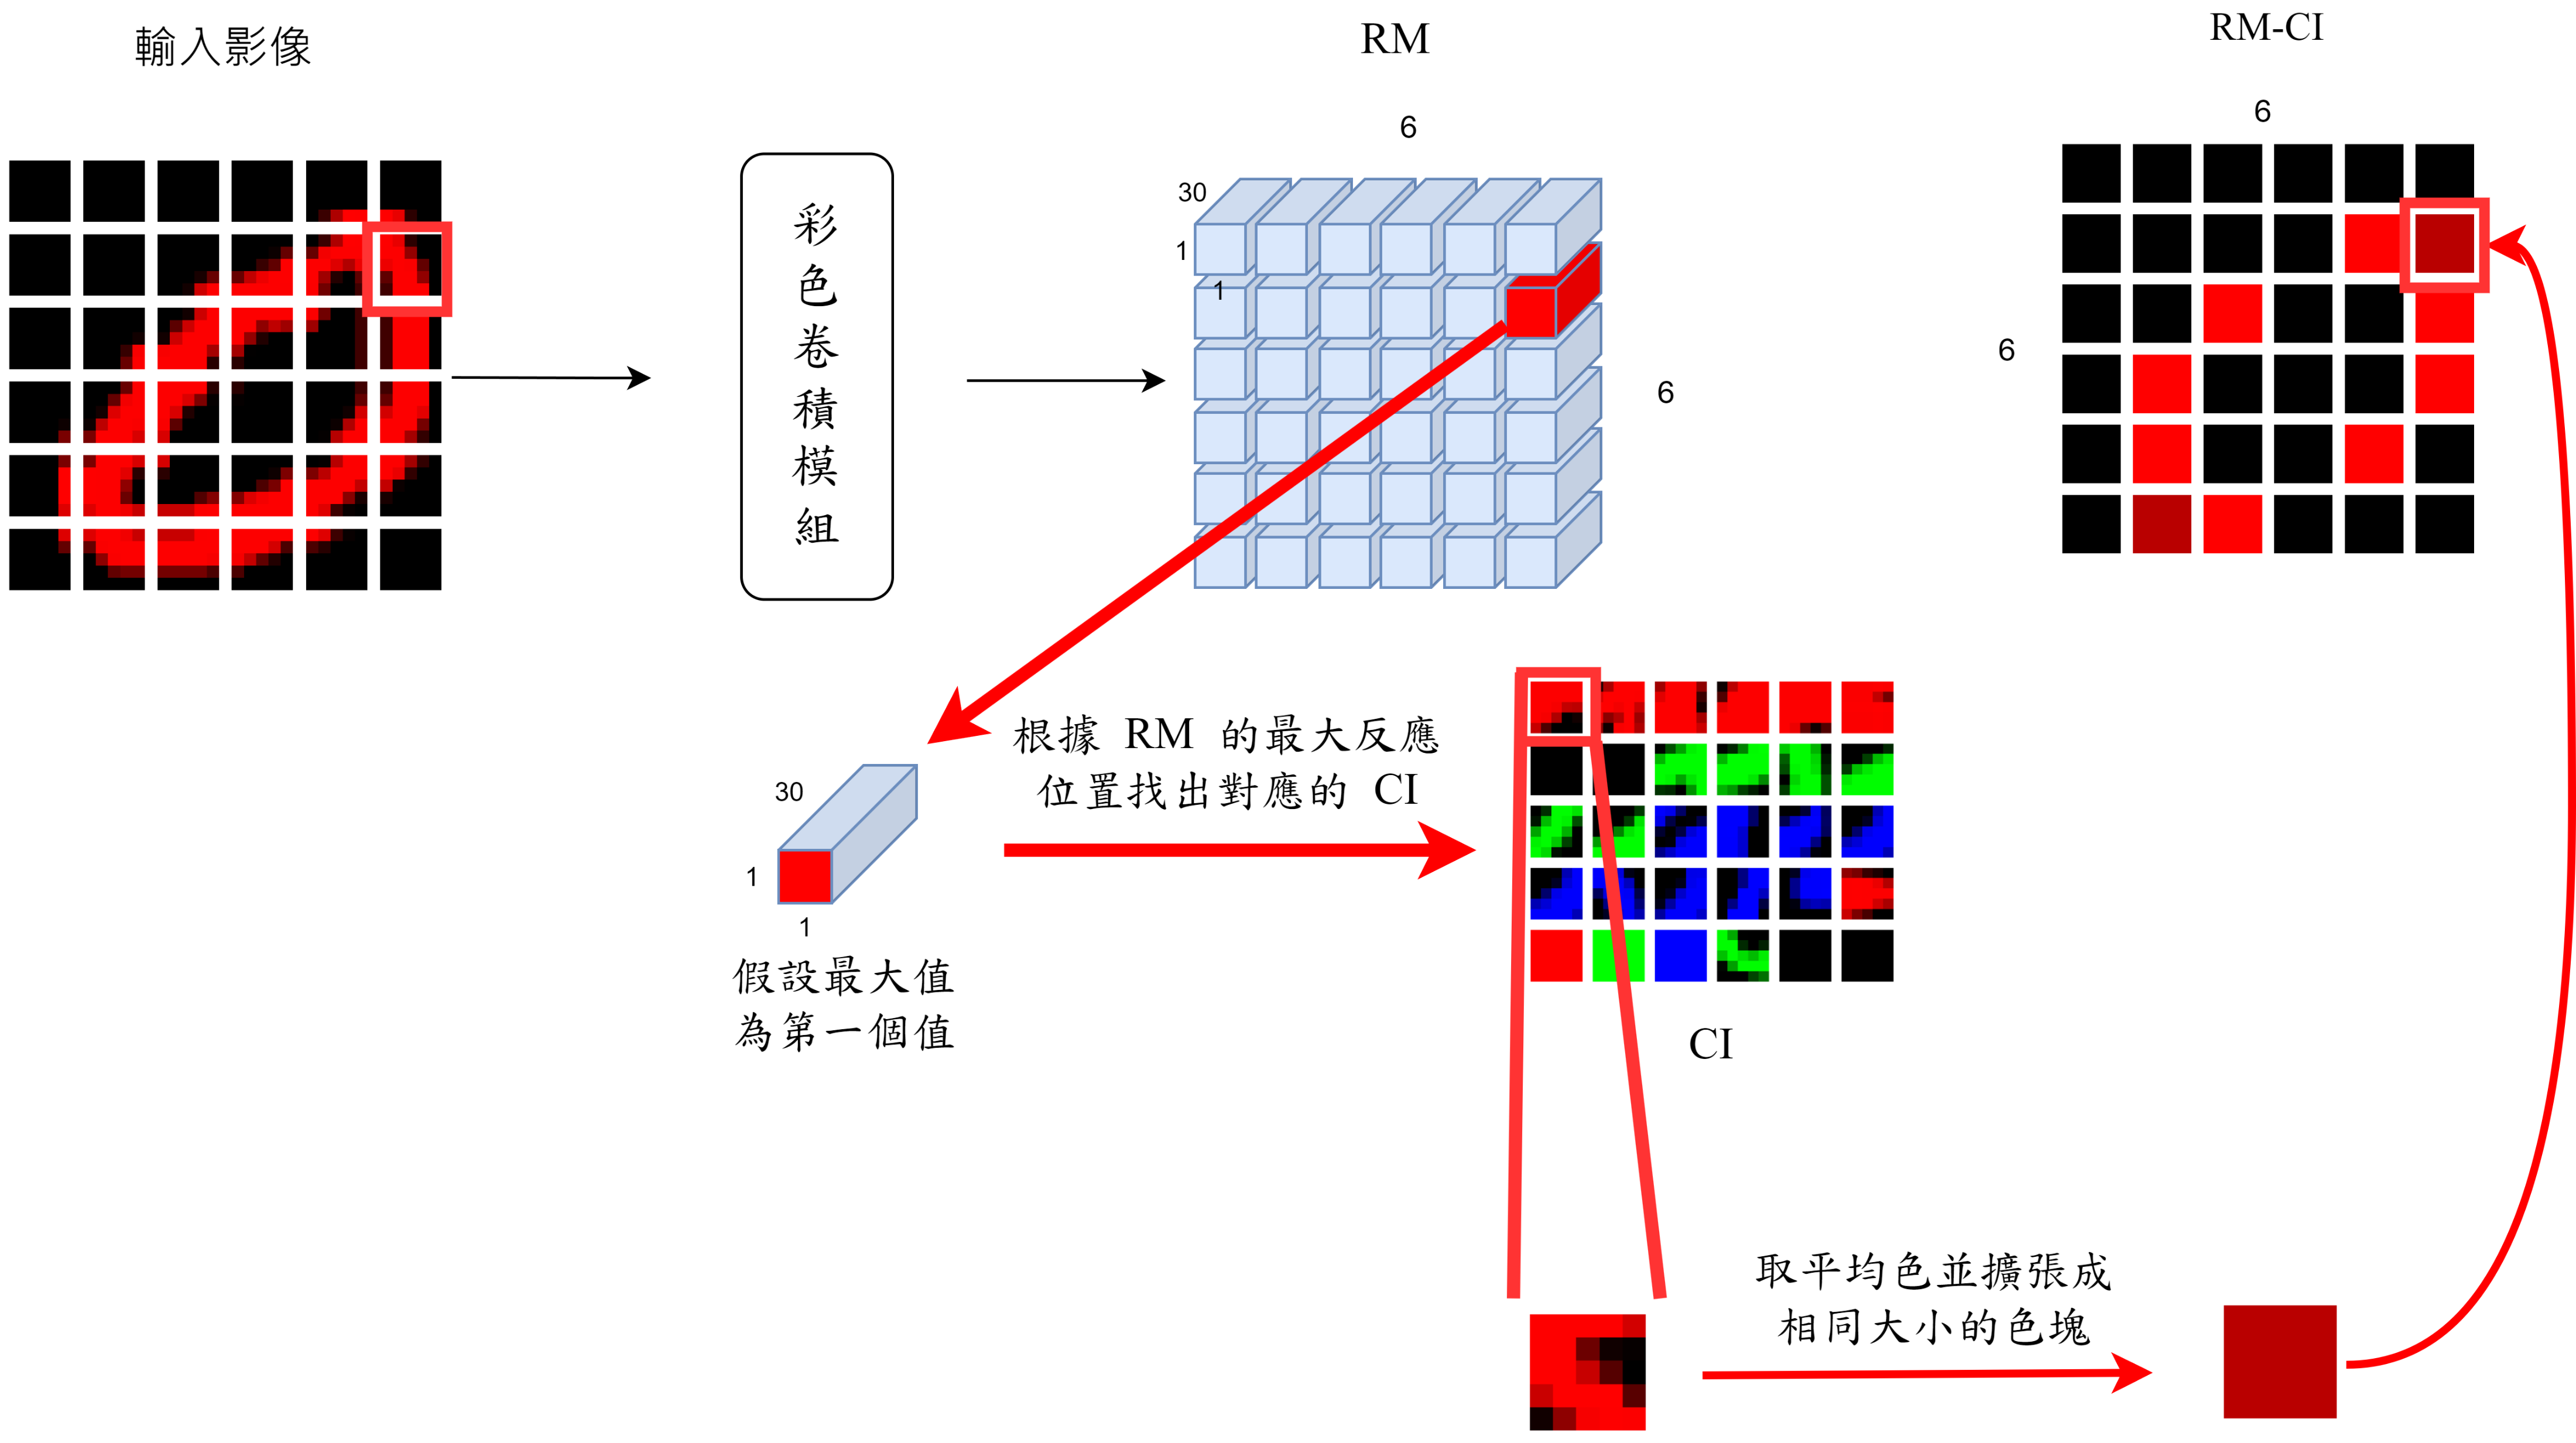 輸入影像
RM
RM-CI
6
6
30
1
1
6
6
彩
色
卷
積
模
組
根據 RM 的最大反應
位置找出對應的 CI
30
1
1
假設最大值
為第一個值
CI
取平均色並擴張成
相同大小的色塊